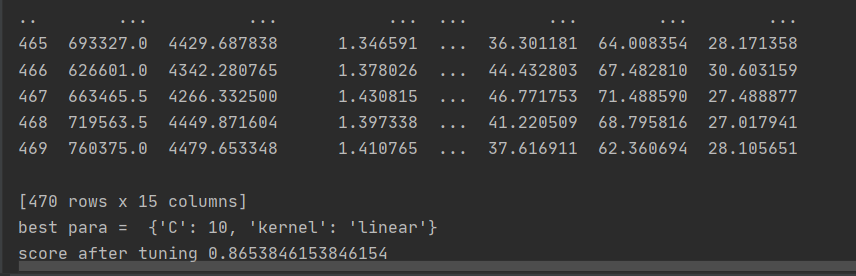 ..       ...          ...           ...  ...        ...        ...        ...
465  693327.0  4429.687838      1.346591  ...  36.301181  64.008354  28.171358
466  626601.0  4342.280765      1.378026  ...  44.432803  67.482810  30.603159
467  663465.5  4266.332500      1.430815  ...  46.771753  71.488590  27.488877
468  719563.5  4449.871604      1.397338  ...  41.220509  68.795816  27.017941
469  760375.0  4479.653348      1.410765  ...  37.616911  62.360694  28.105651
[470 rows x 15 columns]
best para =  {'C': 10, 'kernel': 'linear'}
score after tuning 0.8653846153846154